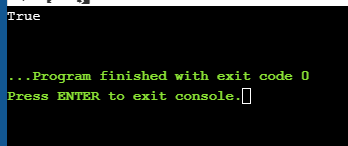 True
...Program finished with exit code 0
Press ENTER to exit console.